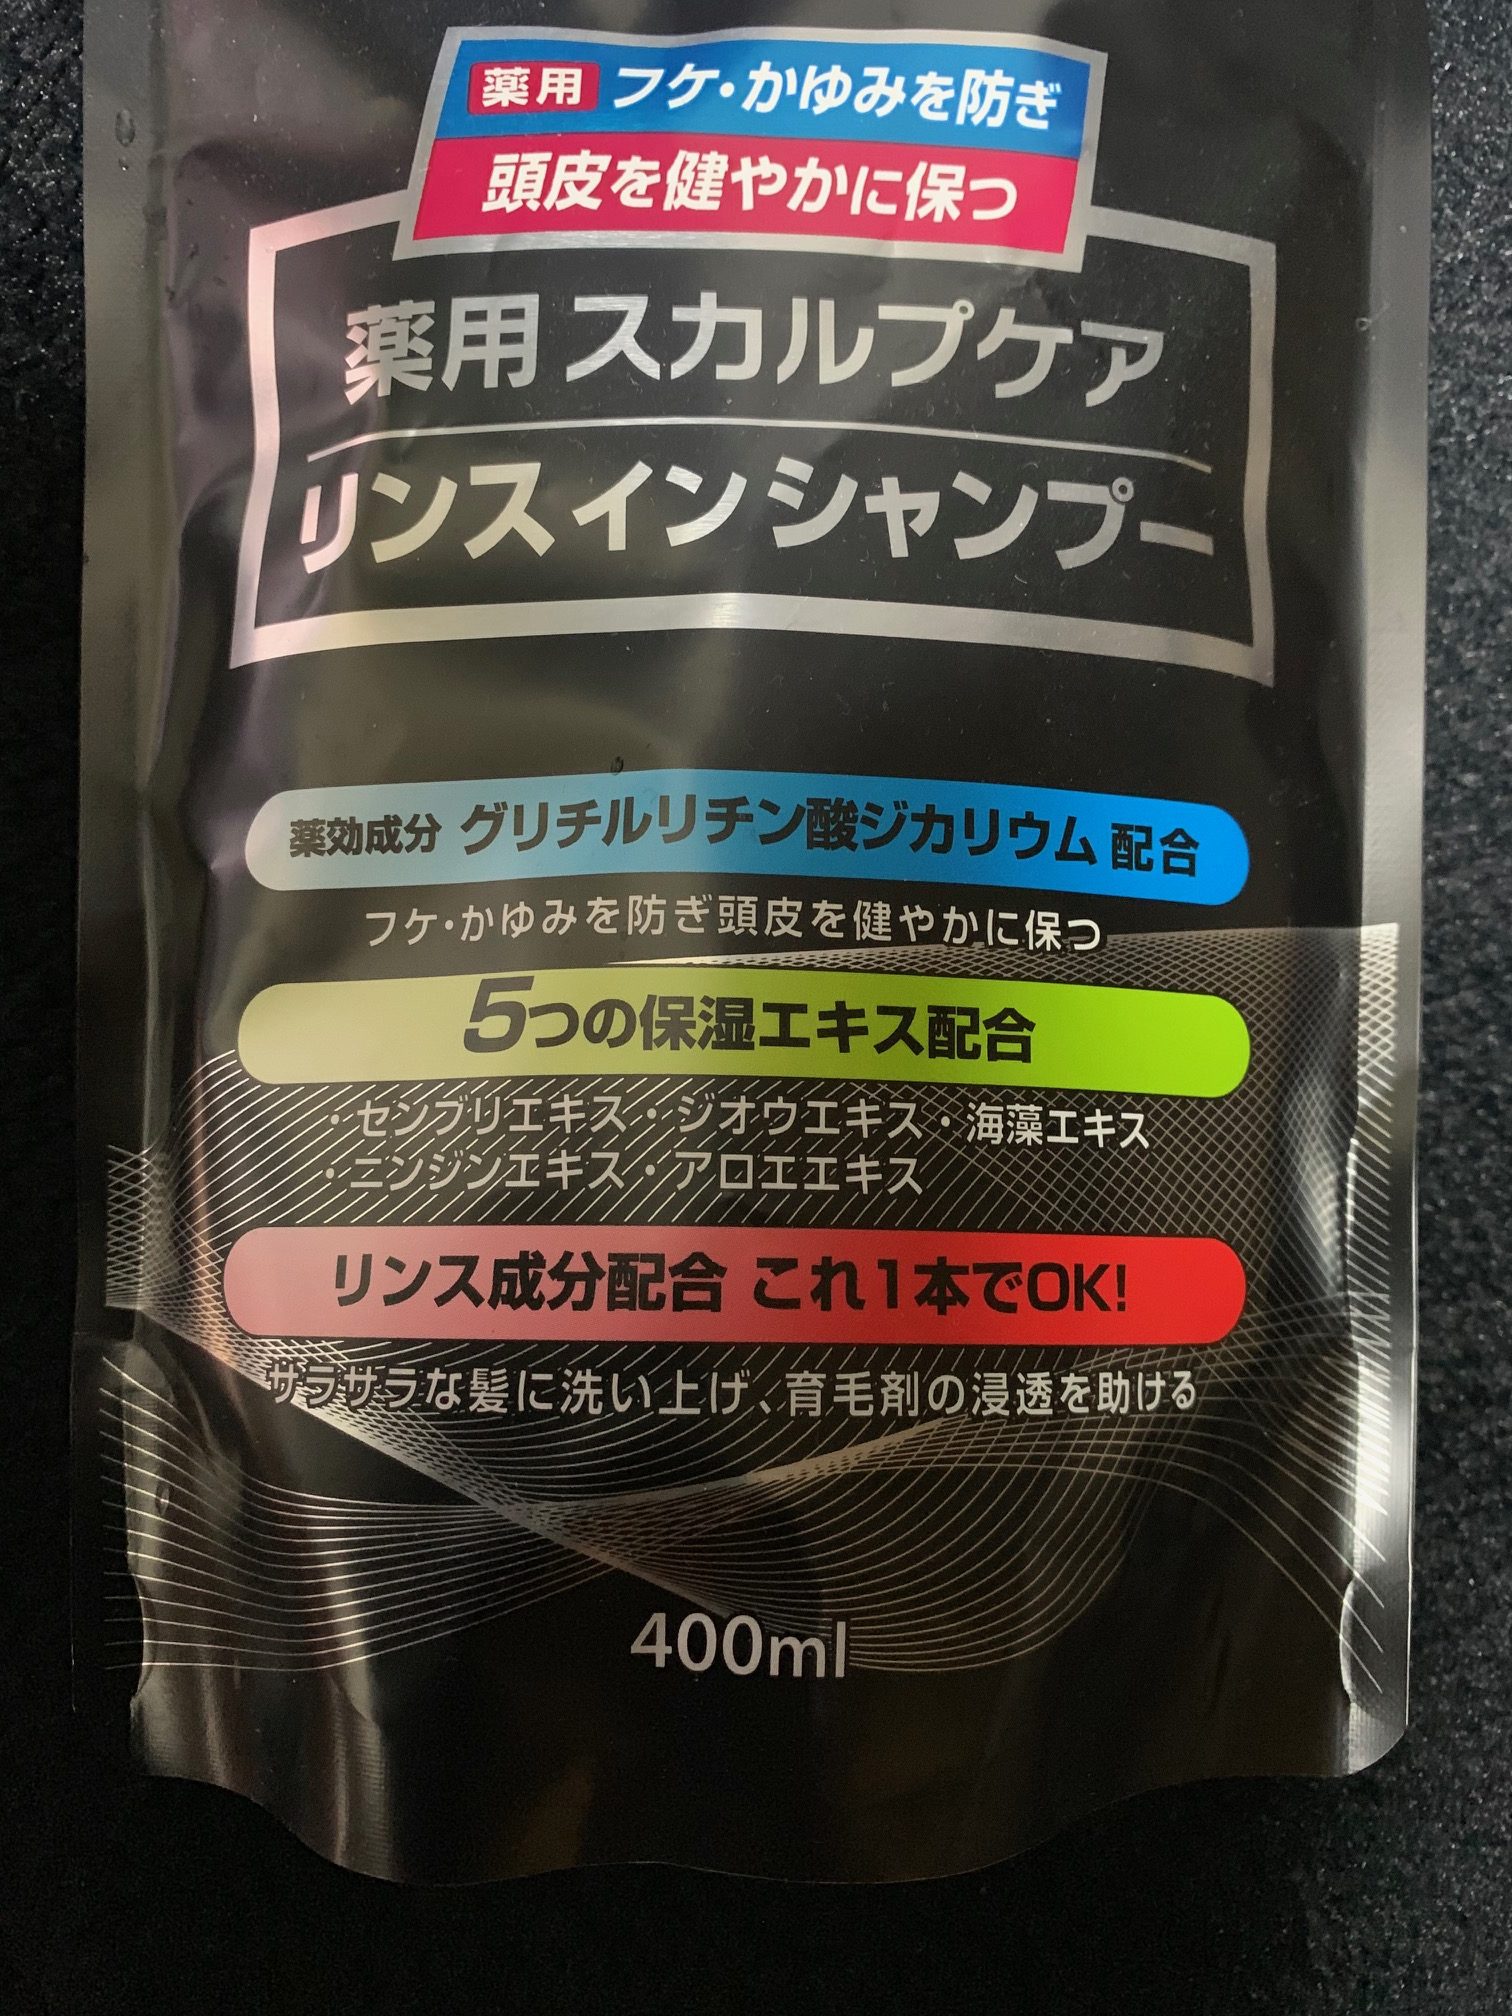 薬用 フケ・かゆみを防ぎ
頭皮を健やかに保つ
薬用 スカルプケア
リンスインシャンプー
薬効成分 グリチルリチン酸ジカリウム 配合
フケ・かゆみを防ぎ頭皮を健やかに保つ
5つの保湿エキス配合
・センブリエキス・ジオウエキス・海藻エキス
・ニンジンエキス・アロエエキス
リンス成分配合 これ1本でOK!
サラサラな髪に洗い上げ、育毛剤の浸透を助ける
400ml